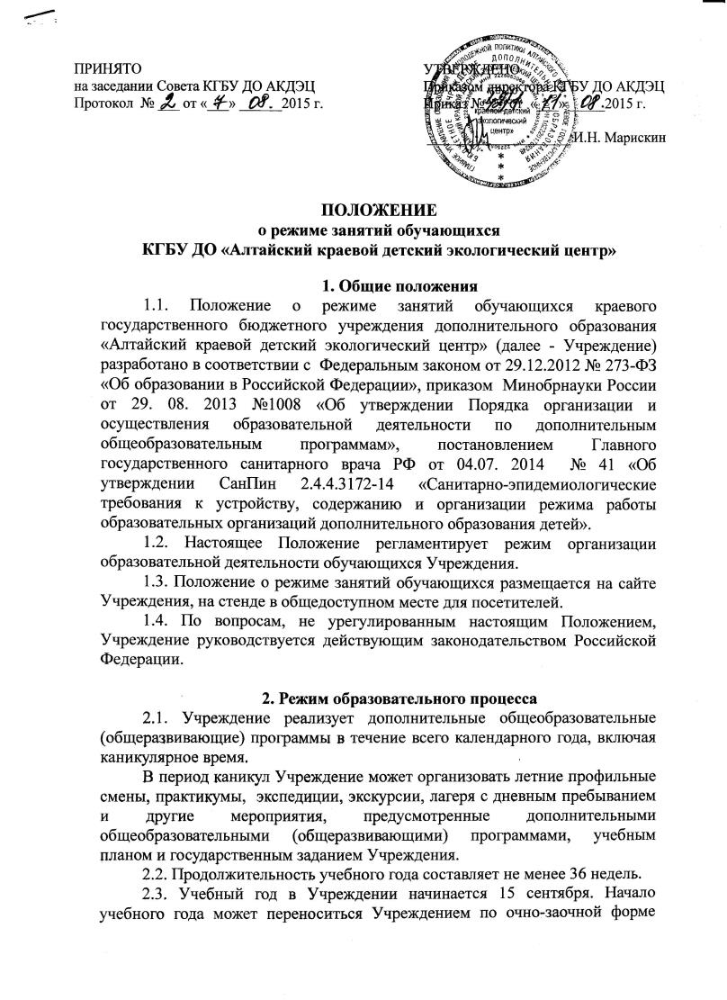 ПРИНЯТО
на заседании Совета КГБУ ДО АКДЭЦ
Протокол № 2 от « 7 » 08. 2015 г.
УТВЕРЖДЕНО
Приказом директора КГБУ ДО АКДЭЦ
Приказ № от « » 08. 2015 г.
И.Н. Марискин
краевой детский
экологический
центр»
ПОЛОЖЕНИЕ
о режиме занятий обучающихся
КГБУ ДО «Алтайский краевой детский экологический центр»
1. Общие положения
1.1. Положение о режиме занятий обучающихся краевого
государственного бюджетного учреждения дополнительного образования
«Алтайский краевой детский экологический центр» (далее - Учреждение)
разработано в соответствии с Федеральным законом от 29.12.2012 № 273-ФЗ
«Об образовании в Российской Федерации», приказом Минобрнауки России
от 29. 08. 2013 №1008 «Об утверждении Порядка организации и
осуществления образовательной деятельности по дополнительным
общеобразовательным программам», постановлением Главного
государственного санитарного врача РФ от 04.07. 2014 № 41 «Об
утверждении СанПин 2.4.4.3172-14 «Санитарно-эпидемиологические
требования к устройству, содержанию и организации режима работы
образовательных организаций дополнительного образования детей».
1.2. Настоящее Положение регламентирует режим организации
образовательной деятельности обучающихся Учреждения.
1.3. Положение о режиме занятий обучающихся размещается на сайте
Учреждения, на стенде в общедоступном месте для посетителей.
1.4. По вопросам, не урегулированным настоящим Положением,
Учреждение руководствуется действующим законодательством Российской
Федерации.
2. Режим образовательного процесса
2.1. Учреждение реализует дополнительные общеобразовательные
(общеразвивающие) программы в течение всего календарного года, включая
каникулярное время.
В период каникул Учреждение может организовать летние профильные
смены, практикумы, экспедиции, экскурсии, лагеря с дневным пребыванием
и другие мероприятия, предусмотренные дополнительными
общеобразовательными (общеразвивающими) программами, учебным
планом и государственным заданием Учреждения.
2.2. Продолжительность учебного года составляет не менее 36 недель.
2.3. Учебный год в Учреждении начинается 15 сентября. Начало
учебного года может переноситься Учреждением по очно-заочной форме